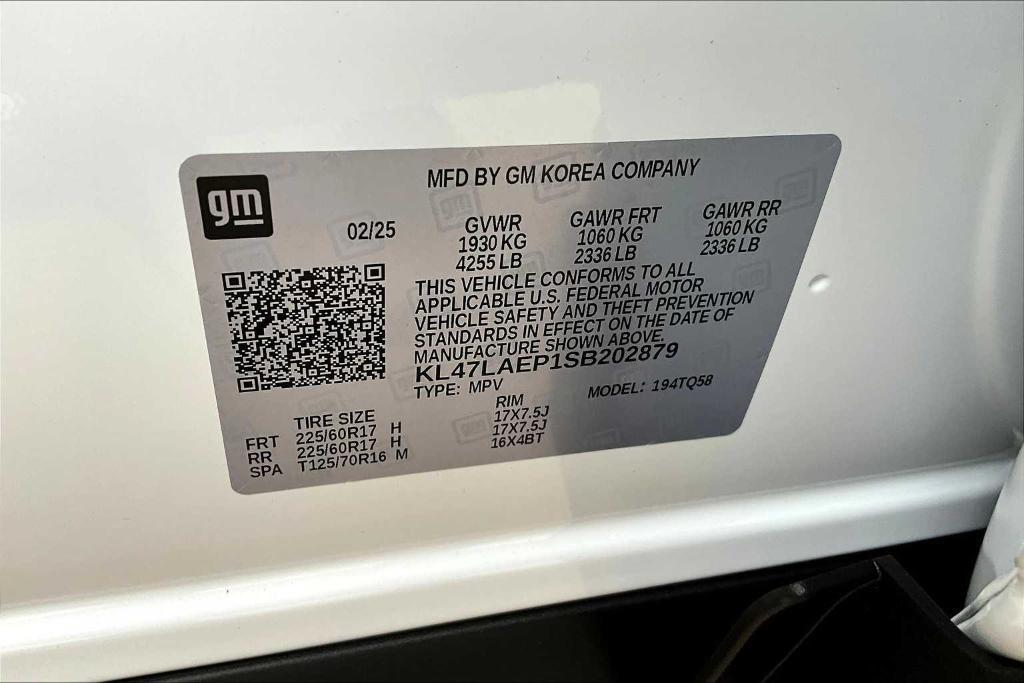 gm
MFD BY GM KOREA COMPANY
02/25
GVWR
1930 KG
4255 LB
GAWR FRT
1060 KG
2336 LB
GAWR RR
1060 KG
2336 LB
THIS VEHICLE CONFORMS TO ALL
APPLICABLE U.S. FEDERAL MOTOR
VEHICLE SAFETY AND THEFT PREVENTION
STANDARDS IN EFFECT ON THE DATE OF
MANUFACTURE SHOWN ABOVE.
KL47LAEP1SB202879
TYPE: MPV
MODEL: 194TQ58
TIRE SIZE RIM
FRT 225/60R17 H 17X7.5J
RR 225/60R17 H 17X7.5J
SPA T125/70R16 M 16X4BT